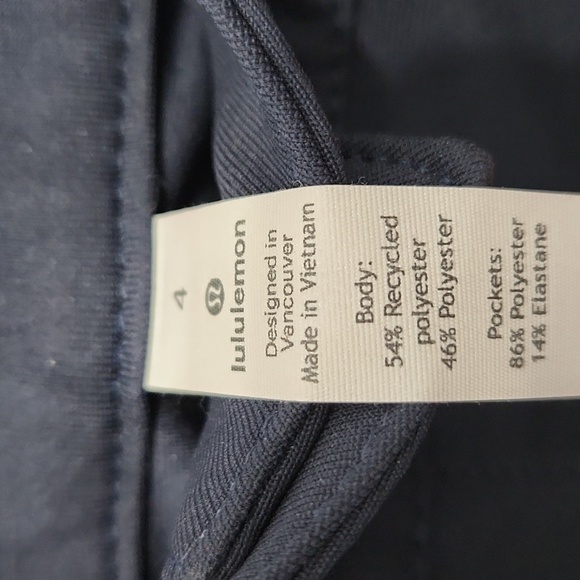 4
lululemon
Designed in
Vancouver
Made in Vietnam
Body:
54% Recycled
polyester
46% Polyester
Pockets:
86% Polyester
14% Elastane